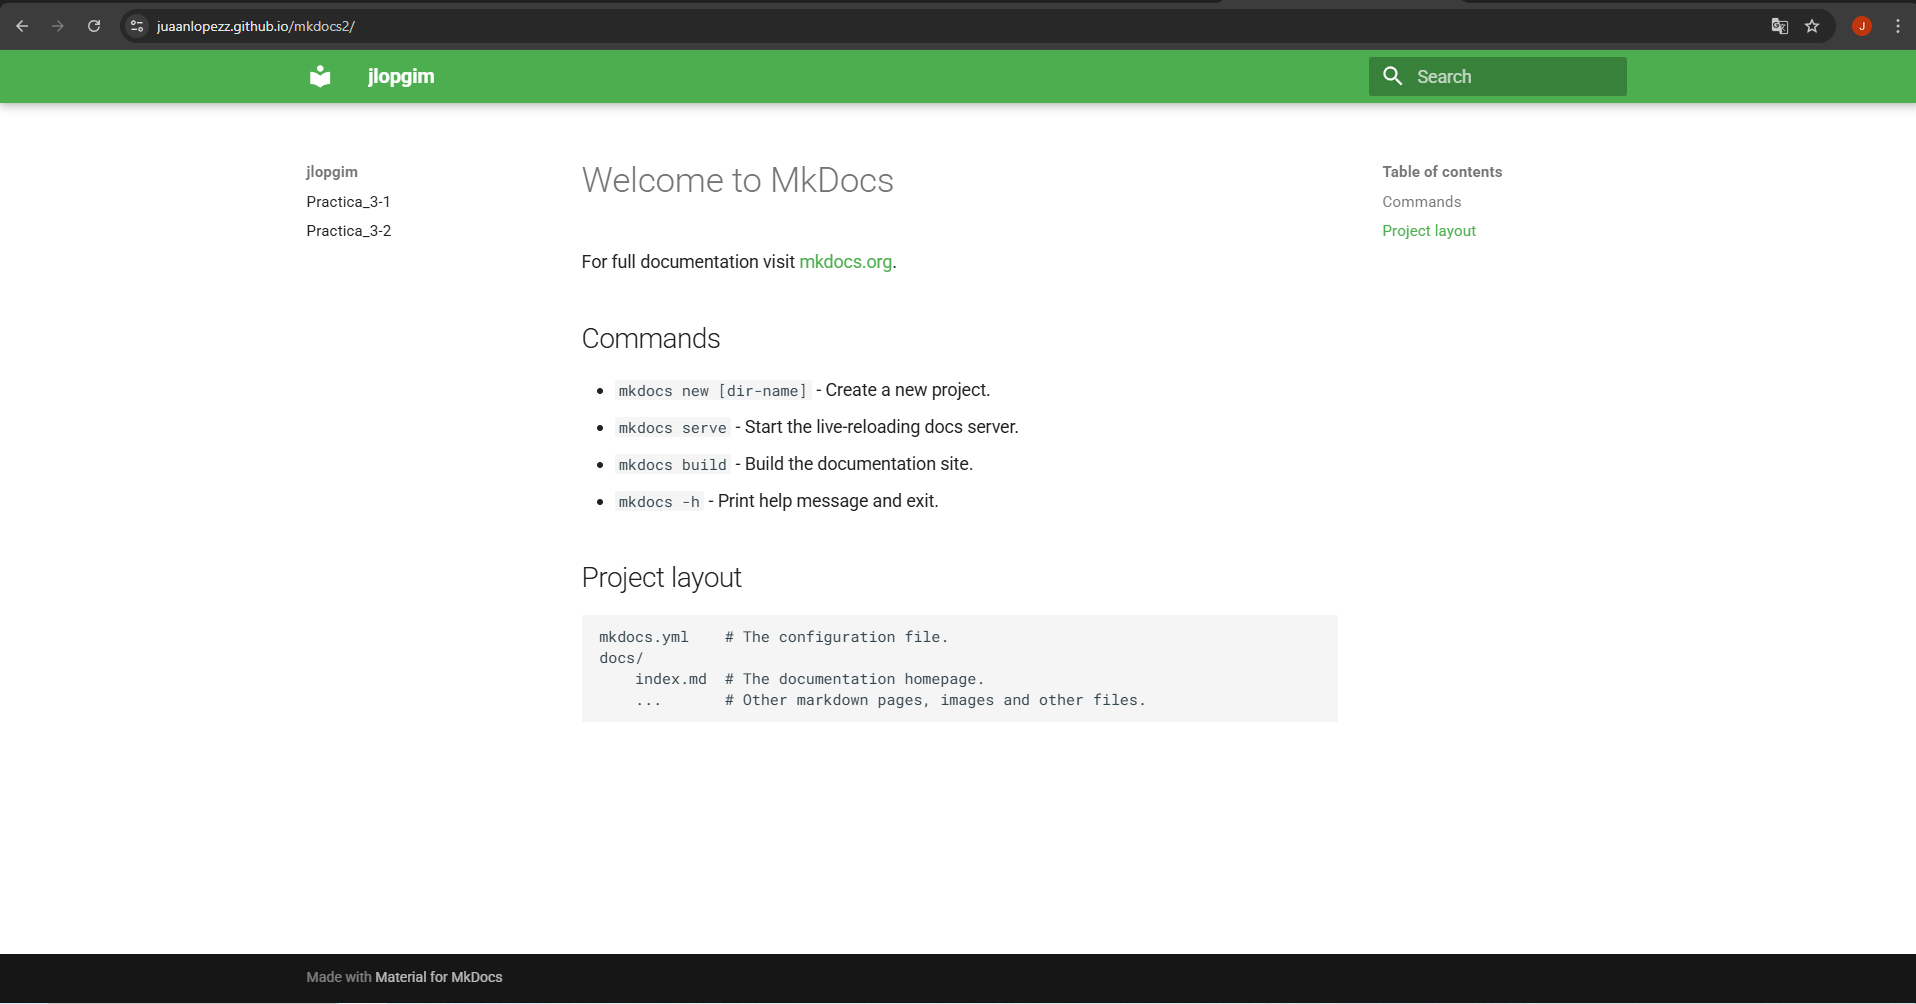 juaanlopezz.github.io/mkdocs2/
J
jlopgim
Search
jlopgim
Practica_3-1
Practica_3-2
Welcome to MkDocs
For full documentation visit mkdocs.org.
Commands
mkdocs new [dir-name] - Create a new project.
mkdocs serve - Start the live-reloading docs server.
mkdocs build - Build the documentation site.
mkdocs -h - Print help message and exit.
Project layout
mkdocs.yml    # The configuration file.
docs/
    index.md  # The documentation homepage.
    ...       # Other markdown pages, images and other files.
Table of contents
Commands
Project layout
Made with Material for MkDocs